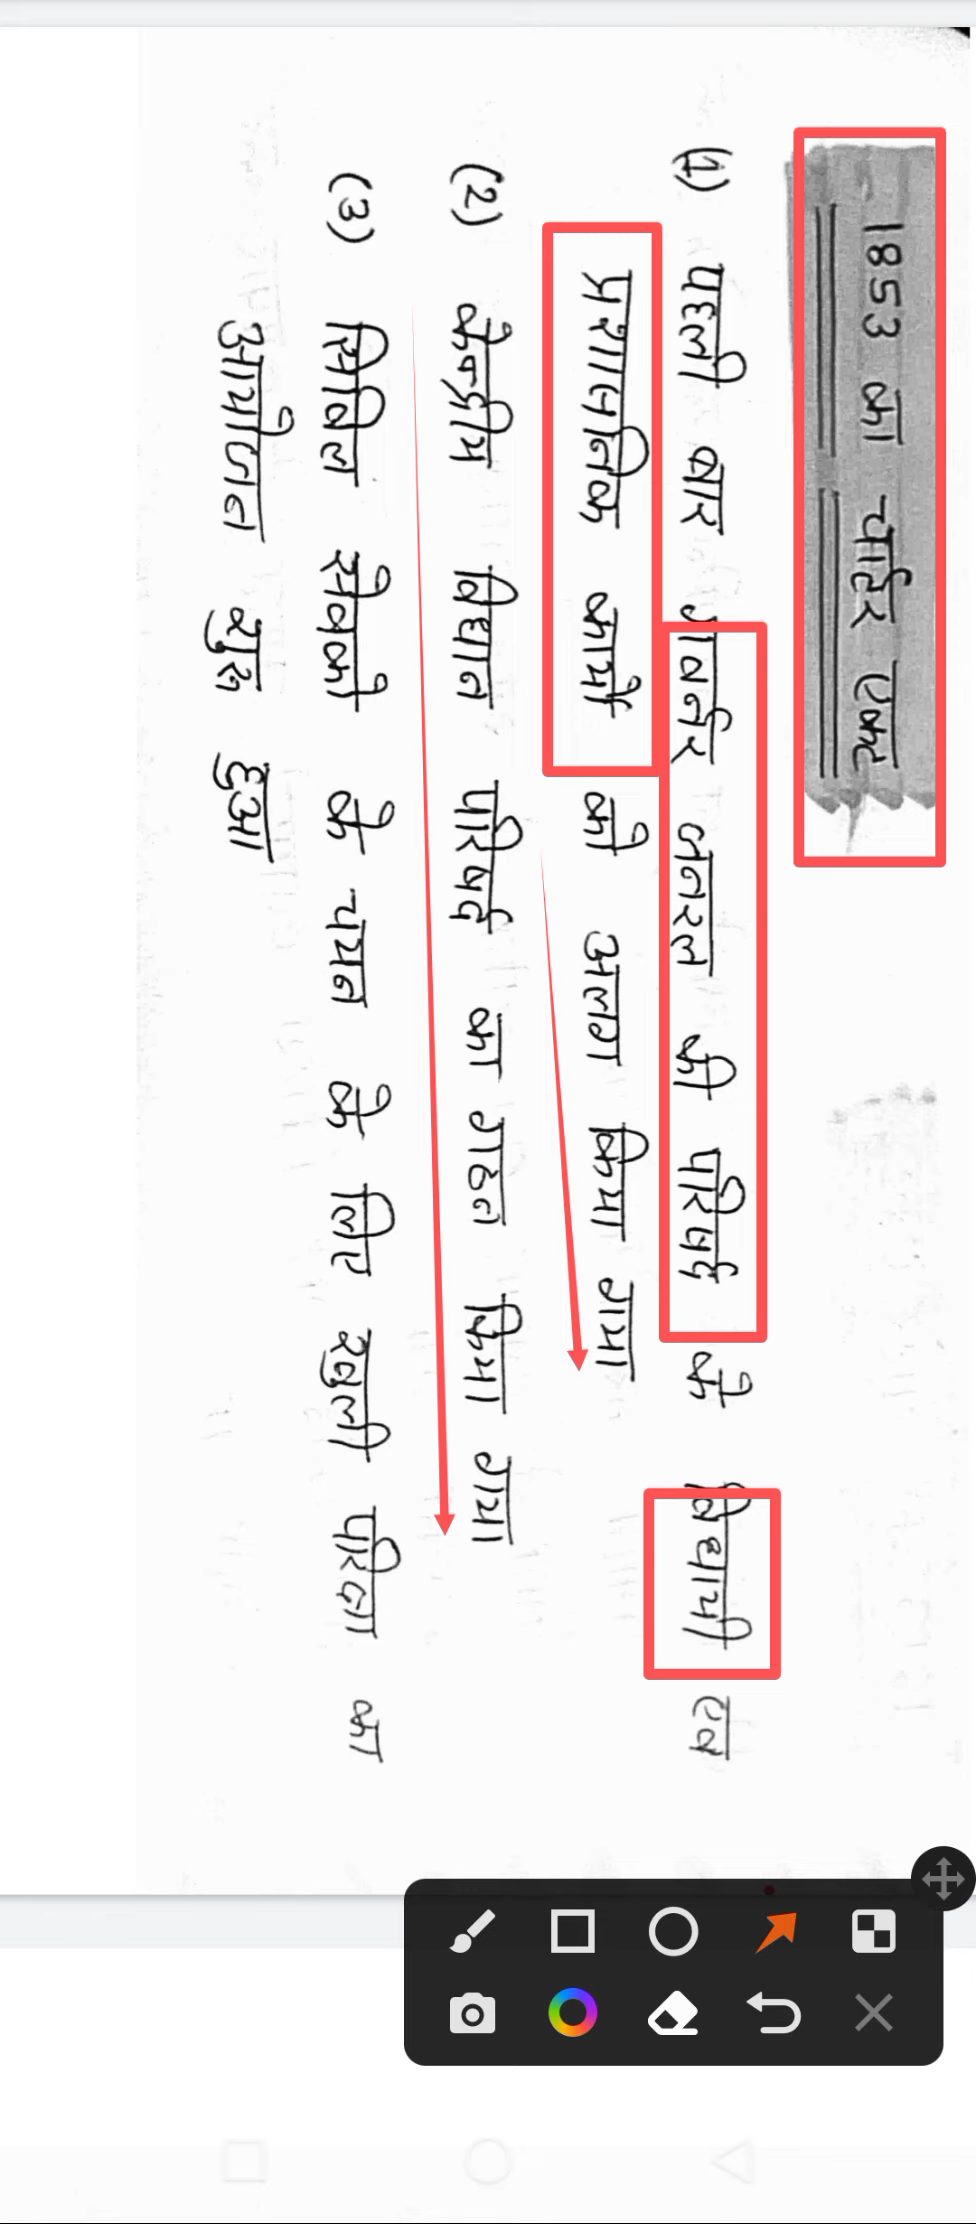 1853 का चार्टर एक्ट
(1) पहली बार गवर्नर जनरल की परिषद के विधायी एव
प्रशासनिक कार्यो को अलग किया गया
(2) केन्द्रीय विधान परिषद का गठन किया गया
(3) सिविल सेवको के चयन के लिए खुली परिक्षा का
आयोजन शुरू हुआ